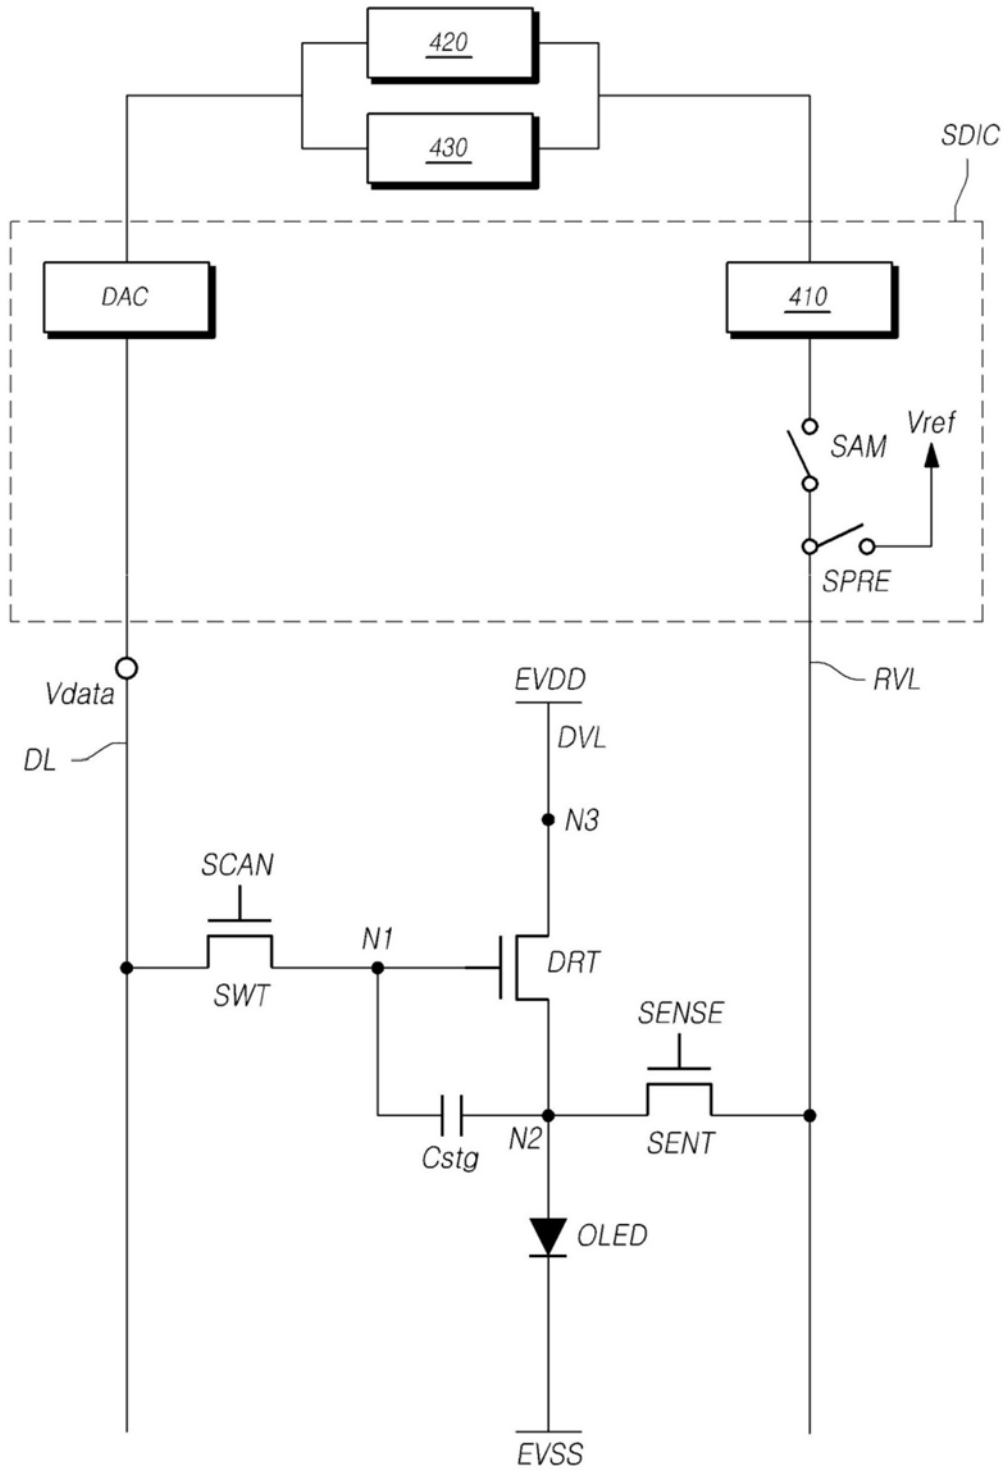 420
430
SDIC
DAC
410
Vref
SAM
SPRE
Vdata
EVDD
RVL
DVL
DL
N3
SCAN
N1
DRT
SWT
SENSE
N2
SENT
Cstg
OLED
EVSS